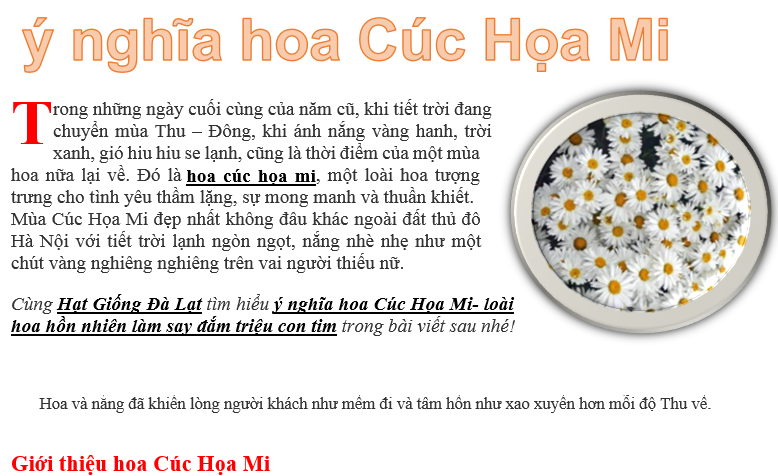 ý nghĩa hoa Cúc Họa Mi
Trong những ngày cuối cùng của năm cũ, khi tiết trời đang
chuyển mùa Thu – Đông, khi ánh nắng vàng hanh, trời
xanh, gió hiu hiu se lạnh, cũng là thời điểm của một mùa
hoa nữa lại về. Đó là hoa cúc họa mi, một loài hoa tượng
trưng cho tình yêu thầm lặng, sự mong manh và thuần khiết.
Mùa Cúc Họa Mi đẹp nhất không đâu khác ngoài đất thủ đô
Hà Nội với tiết trời lạnh ngòn ngọt, nắng nhè nhẹ như một
chút vàng nghiêng nghiêng trên vai người thiếu nữ.
Cùng Hạt Giống Đà Lạt tìm hiểu ý nghĩa hoa Cúc Họa Mi- loài
hoa hồn nhiên làm say đắm triệu con tim trong bài viết sau nhé!
Hoa và nắng đã khiến lòng người khách như mềm đi và tâm hồn như xao xuyến hơn mỗi độ Thu về.
Giới thiệu hoa Cúc Họa Mi